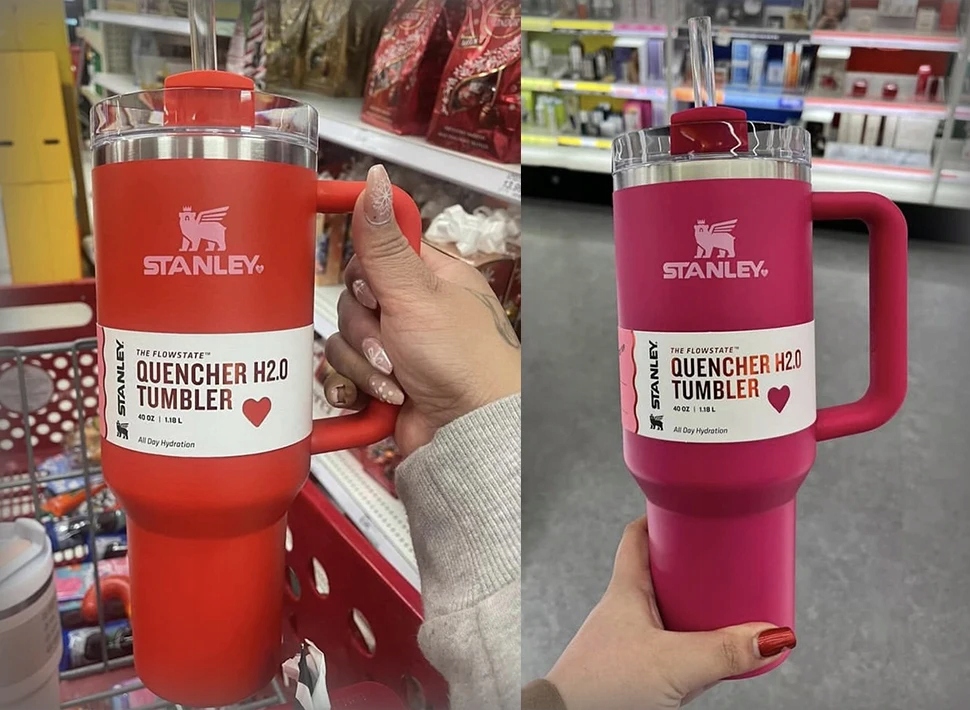 STANLEY
STANLEY
THE FLOWSTATE™
QUENCHER H2.0
TUMBLER
40 OZ | 1.18 L
All Day Hydration
STANLEY
STANLEY
THE FLOWSTATE™
QUENCHER H2.0
TUMBLER
40 OZ | 1.18 L
All Day Hydration